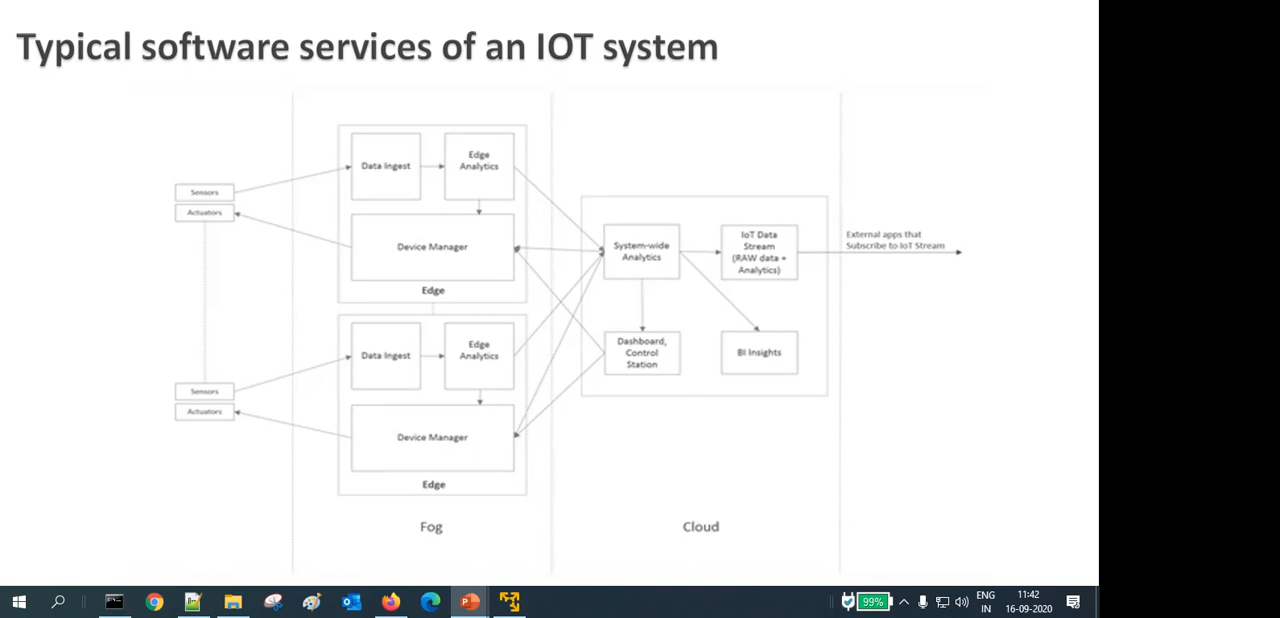 Typical software services of an IOT system
Data Ingest
Edge
Analytics
Sensors
Actuators
Device Manager
Edge
System-wide
Analytics
IoT Data
Stream
(RAW data +
Analytics)
External apps that
Subscribe to IoT Stream
Dashboard,
Control
Station
BI Insights
Data Ingest
Edge
Analytics
Sensors
Actuators
Device Manager
Edge
Fog
Cloud
99%
ENG
IN
11:42
16-09-2020